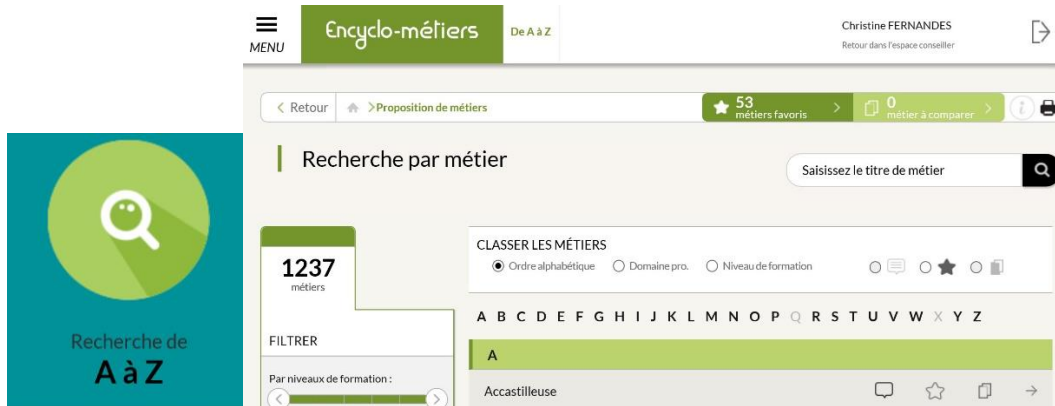 Recherche de
A à Z
MENU
Encyclo-métiers
De A à Z
Christine FERNANDES
Retour dans l'espace conseiller
< Retour
>Proposition de métiers
53
métiers favoris
>
0
métier à comparer
>
i
Recherche par métier
Saisissez le titre de métier
1237
métiers
CLASSER LES MÉTIERS
Ordre alphabétique Domaine pro. Niveau de formation
A B C D E F G H I J K L M N O P Q R S T U V W X Y Z
FILTRER
Par niveaux de formation :
A
Accastilleuse